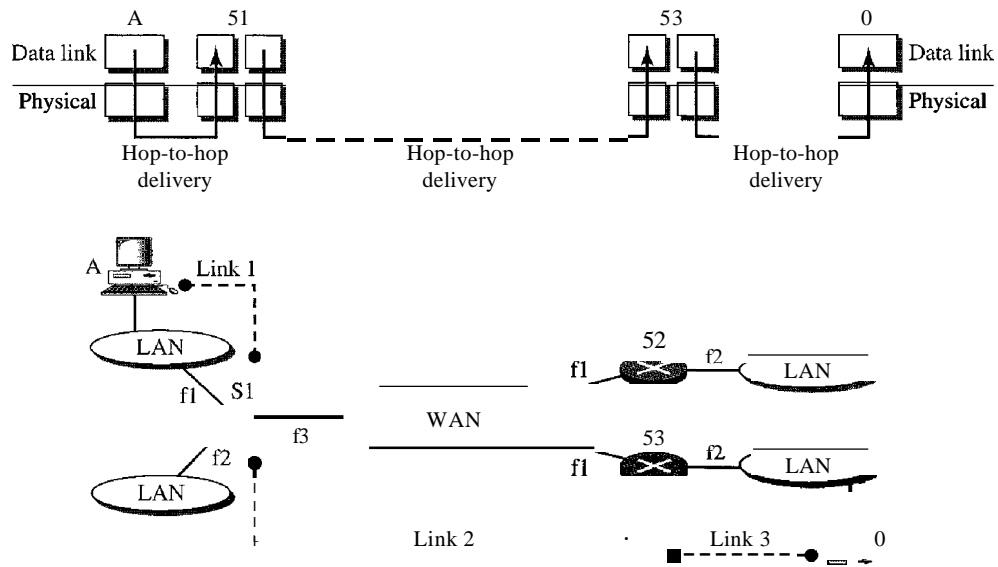 A 51 53 0
Data link Data link
Physical Physical
Hop-to-hop delivery Hop-to-hop delivery Hop-to-hop delivery
A Link 1
LAN
52
f1 S1 f1 f2 LAN
WAN
f3
f2 53
f1 f2 LAN
LAN
Link 2 Link 3 0